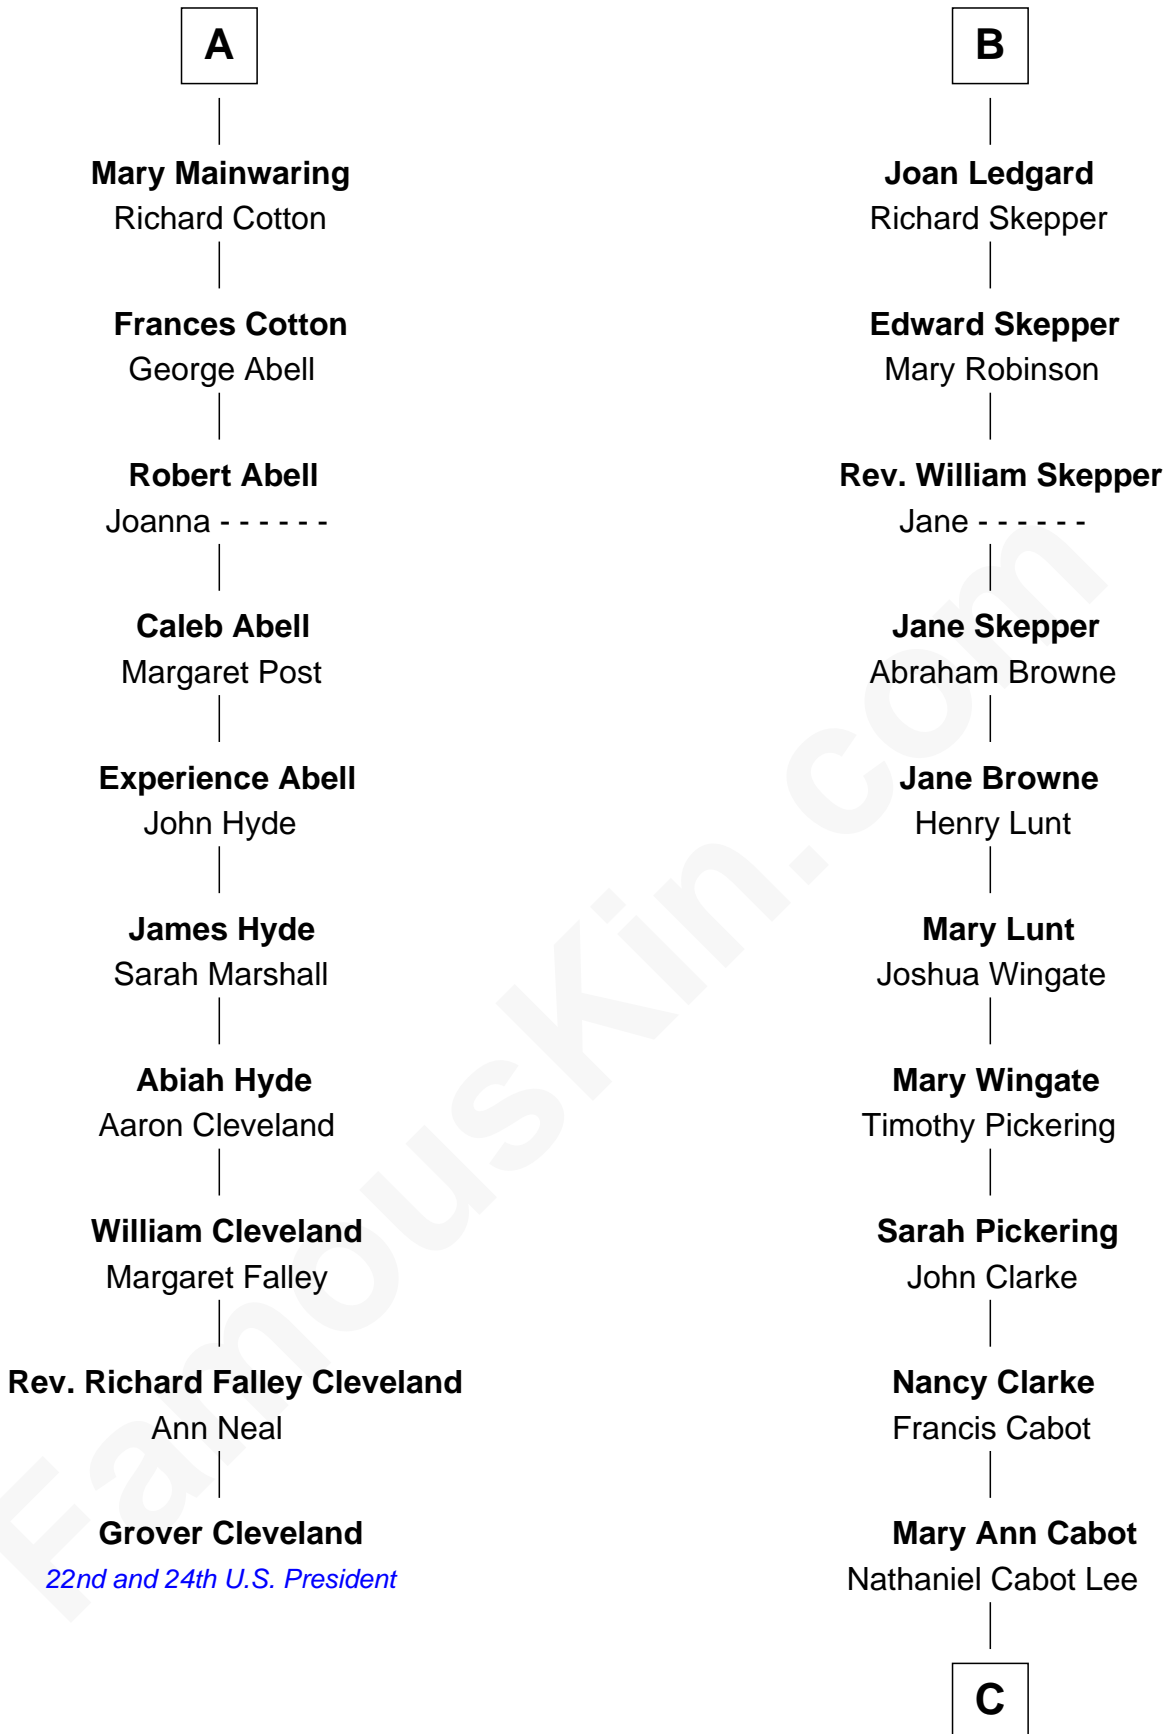 A
Mary Mainwaring
Richard Cotton
Frances Cotton
George Abell
Robert Abell
Joanna - - - - - -
Caleb Abell
Margaret Post
Experience Abell
John Hyde
James Hyde
Sarah Marshall
Abiah Hyde
Aaron Cleveland
William Cleveland
Margaret Falley
Rev. Richard Falley Cleveland
Ann Neal
Grover Cleveland
22nd and 24th U.S. President
B
Joan Ledgard
Richard Skepper
Edward Skepper
Mary Robinson
Rev. William Skepper
Jane - - - - - -
Jane Skepper
Abraham Browne
Jane Browne
Henry Lunt
Mary Lunt
Joshua Wingate
Mary Wingate
Timothy Pickering
Sarah Pickering
John Clarke
Nancy Clarke
Francis Cabot
Mary Ann Cabot
Nathaniel Cabot Lee
C
FamousKin.com